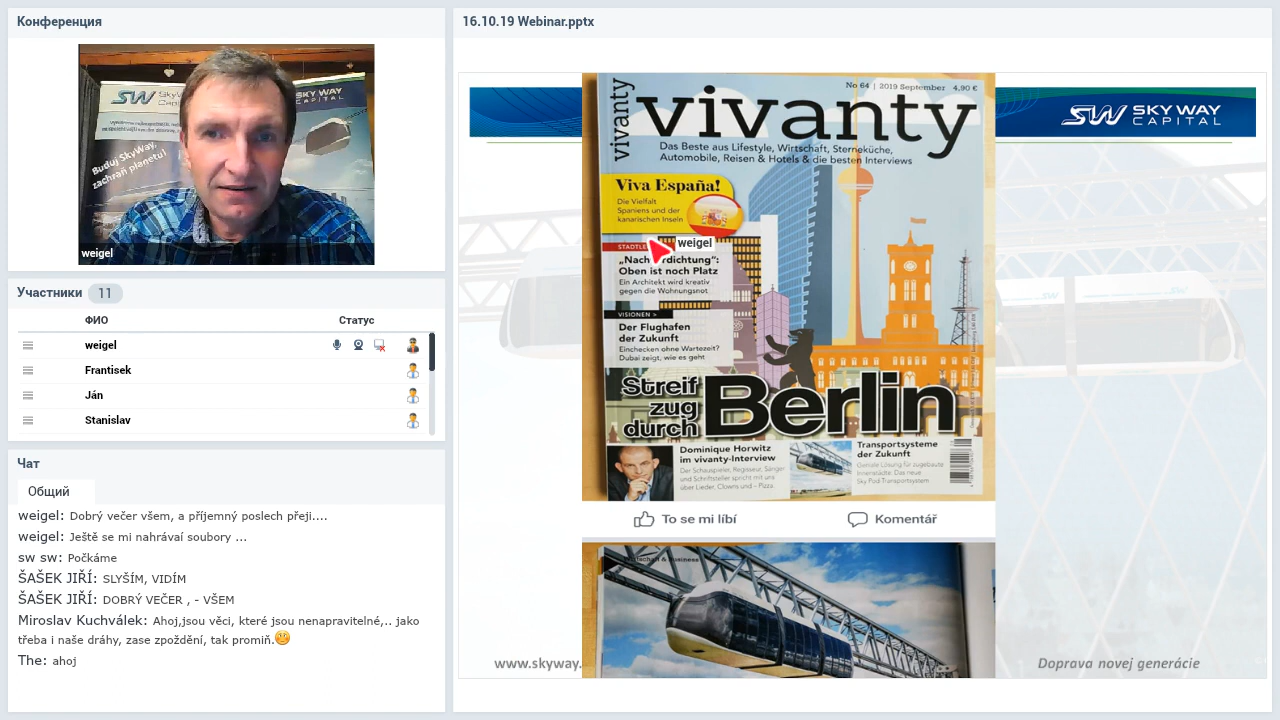 Конференция
SW SkyWay Capital
SKY WAY CAPITAL
Buduj SkyWay,
zachraň planetu!
weigel
Участники 11
ФИО Статус
weigel
Frantisek
Ján
Stanislav
Чат
Общий
weigel: Dobrý večer všem, a příjemný poslech přeji....
weigel: Ještě se mi nahrávaí soubory ...
sw sw: Počkáme
ŠAŠEK JIŘÍ: SLYŠÍM, VIDÍM
ŠAŠEK JIŘÍ: DOBRÝ VEČER , - VŠEM
Miroslav Kuchválek: Ahoj,jsou věci, které jsou nenapravitelné,.. jako
třeba i naše dráhy, zase zpoždění, tak promiň.
The: ahoj
16.10.19 Webinar.pptx
SW SKY WAY
CAPITAL
vivanty
No 64 | 2019 September 4,90 €
vivanty
Das Beste aus Lifestyle, Wirtschaft, Sterneküche,
Automobile, Reisen & Hotels & die besten Interviews
Viva España!
Die Vielfalt
Spaniens und der
kanarischen Inseln
weigel
STADTLE
„Nach rdichtung“:
Oben ist noch Platz
Ein Architekt wird kreativ
gegen die Wohnungsnot
VISIONEN >
Der Flughafen
der Zukunft
Einchecken ohne Wartezeit?
Dubai zeigt, wie es geht
Streif
zug
durch
Berlin
Dominique Horwitz
im vivanty-Interview
Der Schauspieler, Regisseur, Sänger
und Schriftsteller spricht mit uns
über Lieder, Clowns und – Pizza.
Transportsysteme
der Zukunft
Geniale Lösung für zugebaute
Innenstädte: Das neue
Sky Pod Transportsystem
To se mi líbí Komentář
schaft & Business
www.skyway.
Doprava novej generácie